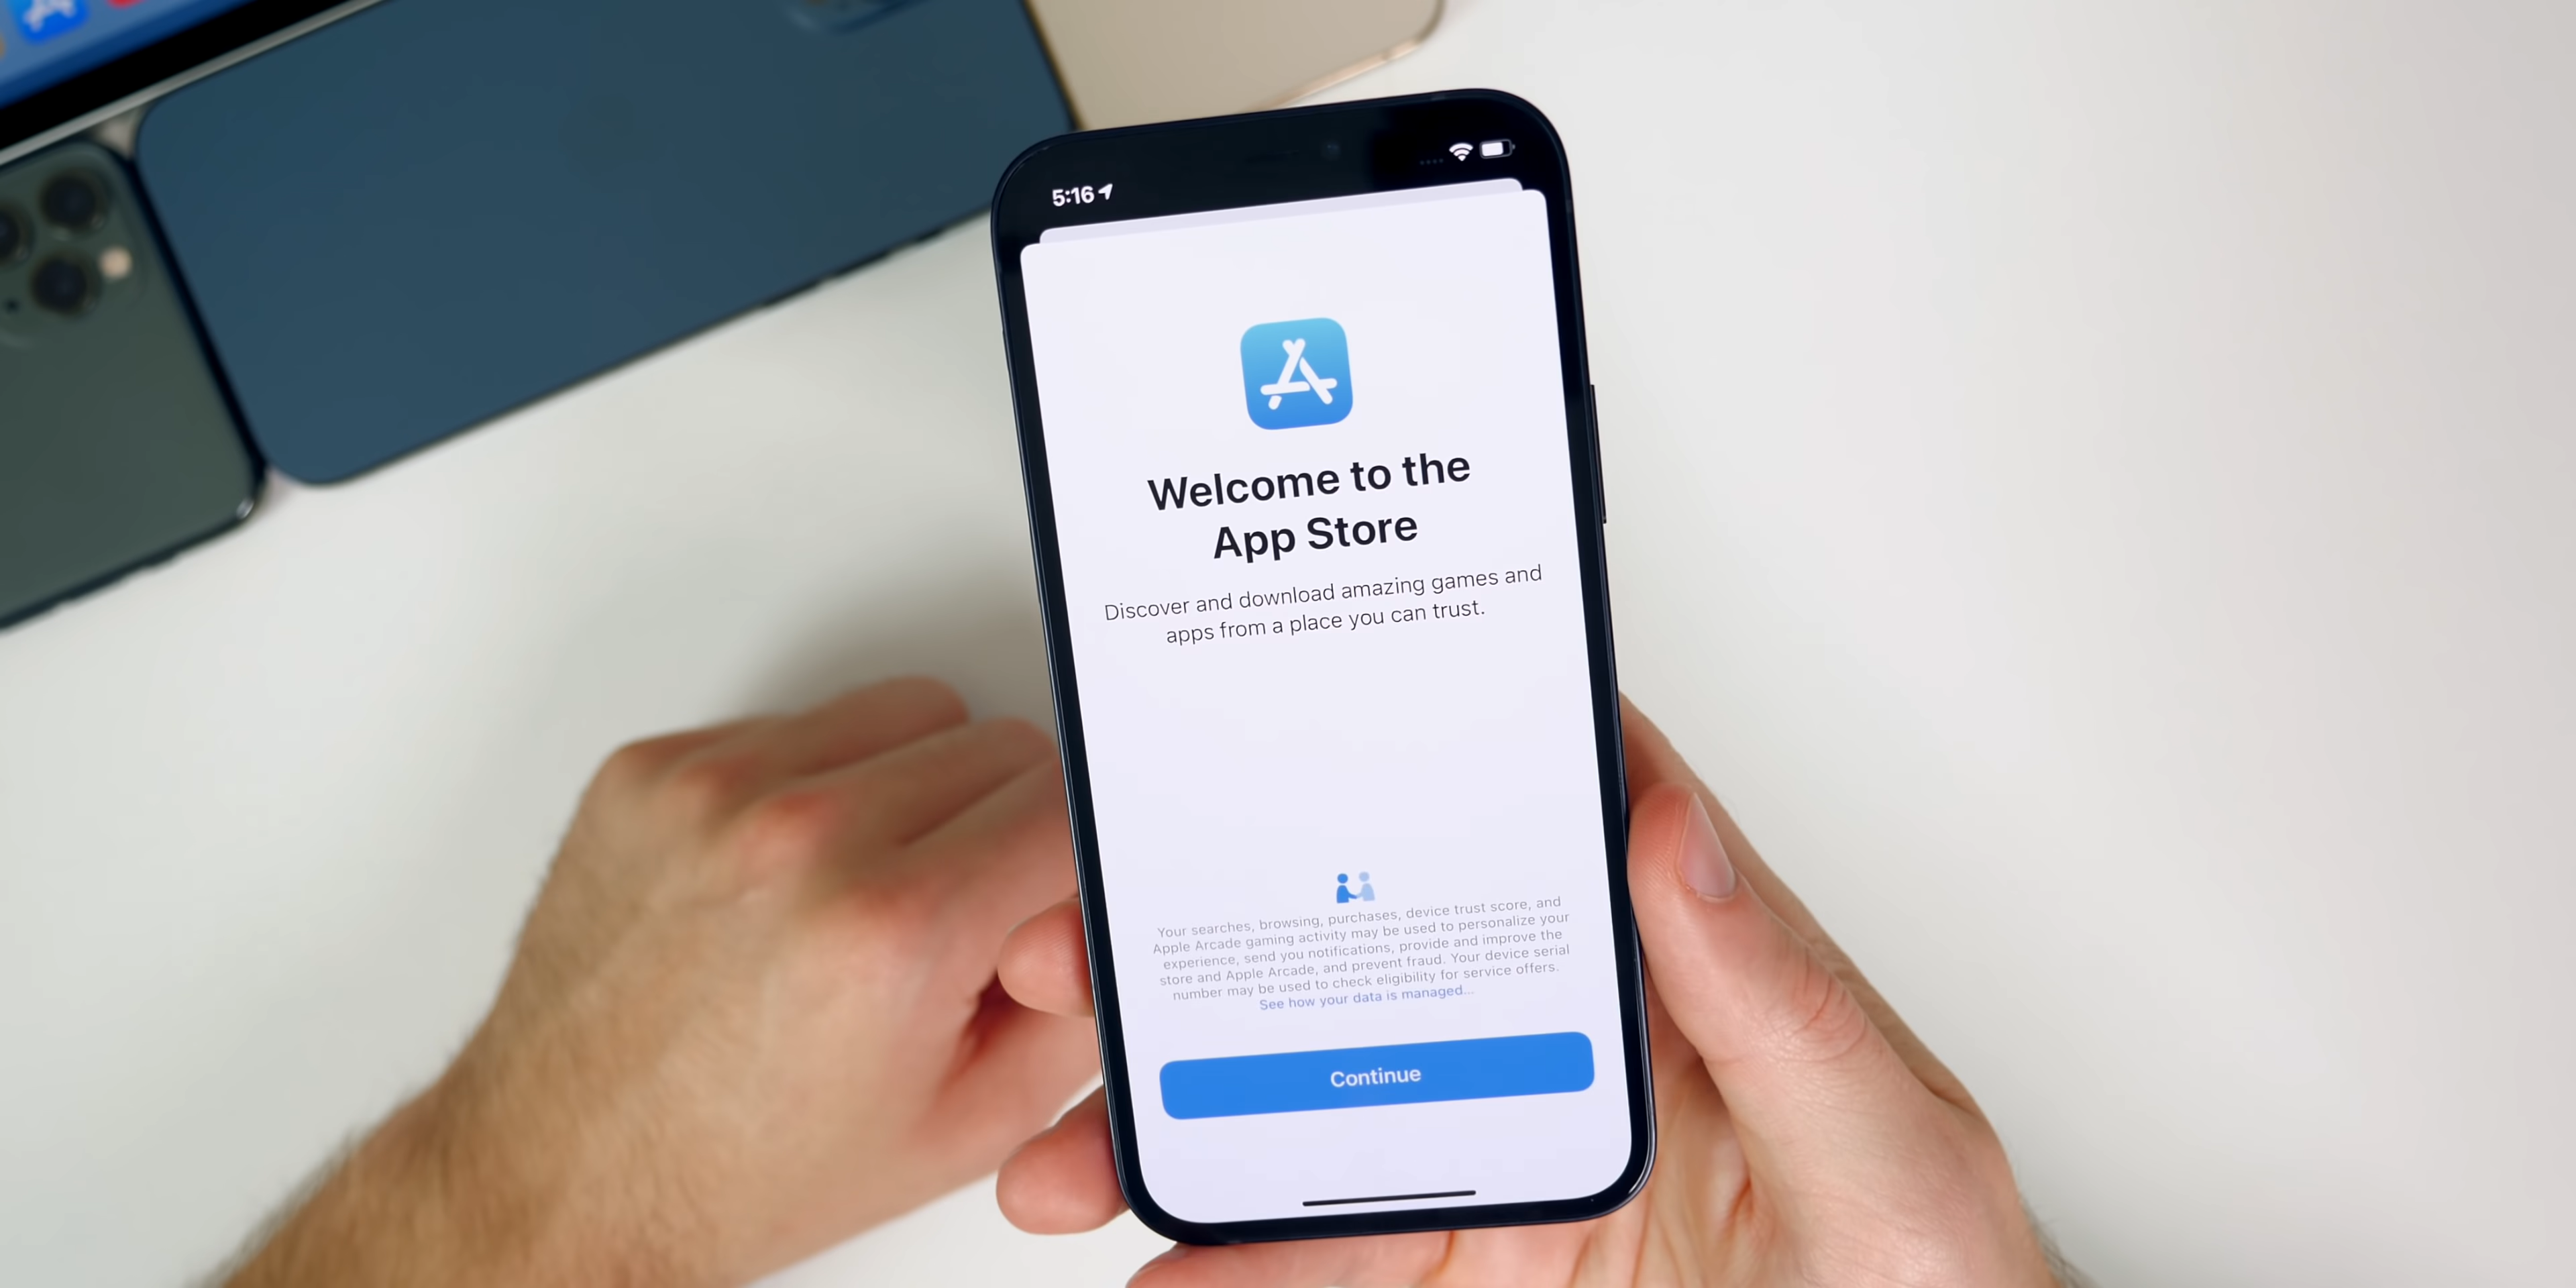 5:16
Welcome to the
App Store
Discover and download amazing games and
apps from a place you can trust.
Your searches, browsing, purchases, device trust score, and
Apple Arcade gaming activity may be used to personalize your
experience, send you notifications, provide and improve the
store and Apple Arcade, and prevent fraud. Your device serial
number may be used to check eligibility for service offers.
See how your data is managed...
Continue